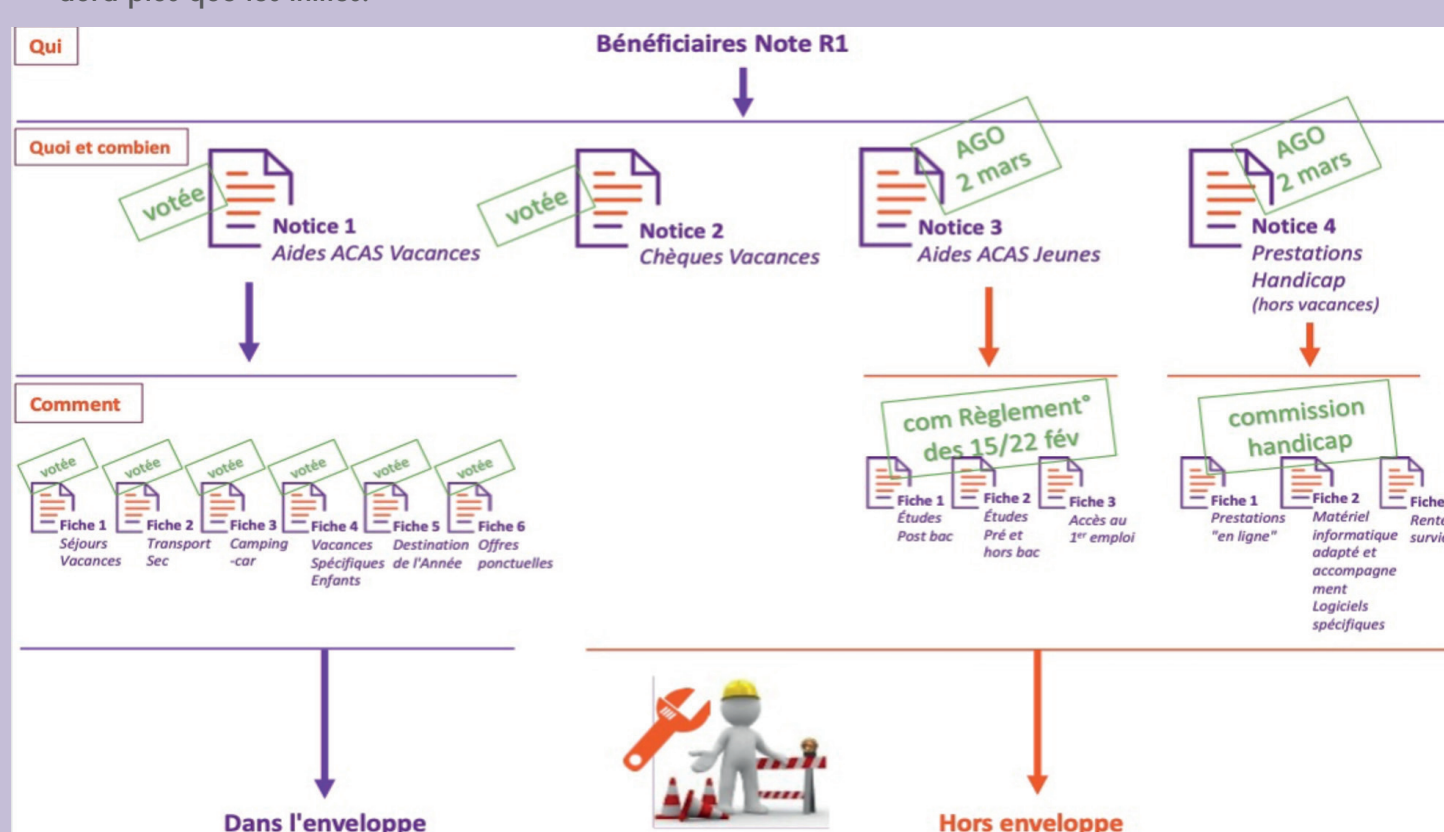 Qui
Bénéficiaires Note R1
Quoi et combien
votée
Notice 1
Aides ACAS Vacances
votée
Notice 2
Chèques Vacances
AGO
2 mars
Notice 3
Aides ACAS Jeunes
AGO
2 mars
Notice 4
Prestations
Handicap
(hors vacances)
Comment
votée
Fiche 1
Séjours
Vacances
votée
Fiche 2
Transport
Sec
votée
Fiche 3
Camping
-car
votée
Fiche 4
Vacances
Spécifiques
Enfants
votée
Fiche 5
Destination
de l'Année
votée
Fiche 6
Offres
ponctuelles
com Règlement°
des 15/22 fév
Fiche 1
Études
Post bac
Fiche 2
Études
Pré et
hors bac
Fiche 3
Accès au
1er emploi
commission
handicap
Fiche 1
Prestations
"en ligne"
Fiche 2
Matériel
informatique
adapté et
accompagne
ment
Logiciels
spécifiques
Fiche
Rente
survie
Dans l'enveloppe
Hors enveloppe